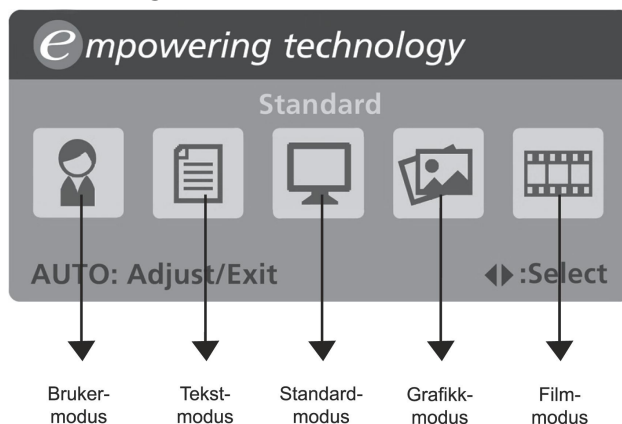 empowering technology
Standard
AUTO: Adjust/Exit ◀▶ :Select
Bruker-
modus
Tekst-
modus
Standard-
modus
Grafikk-
modus
Film-
modus